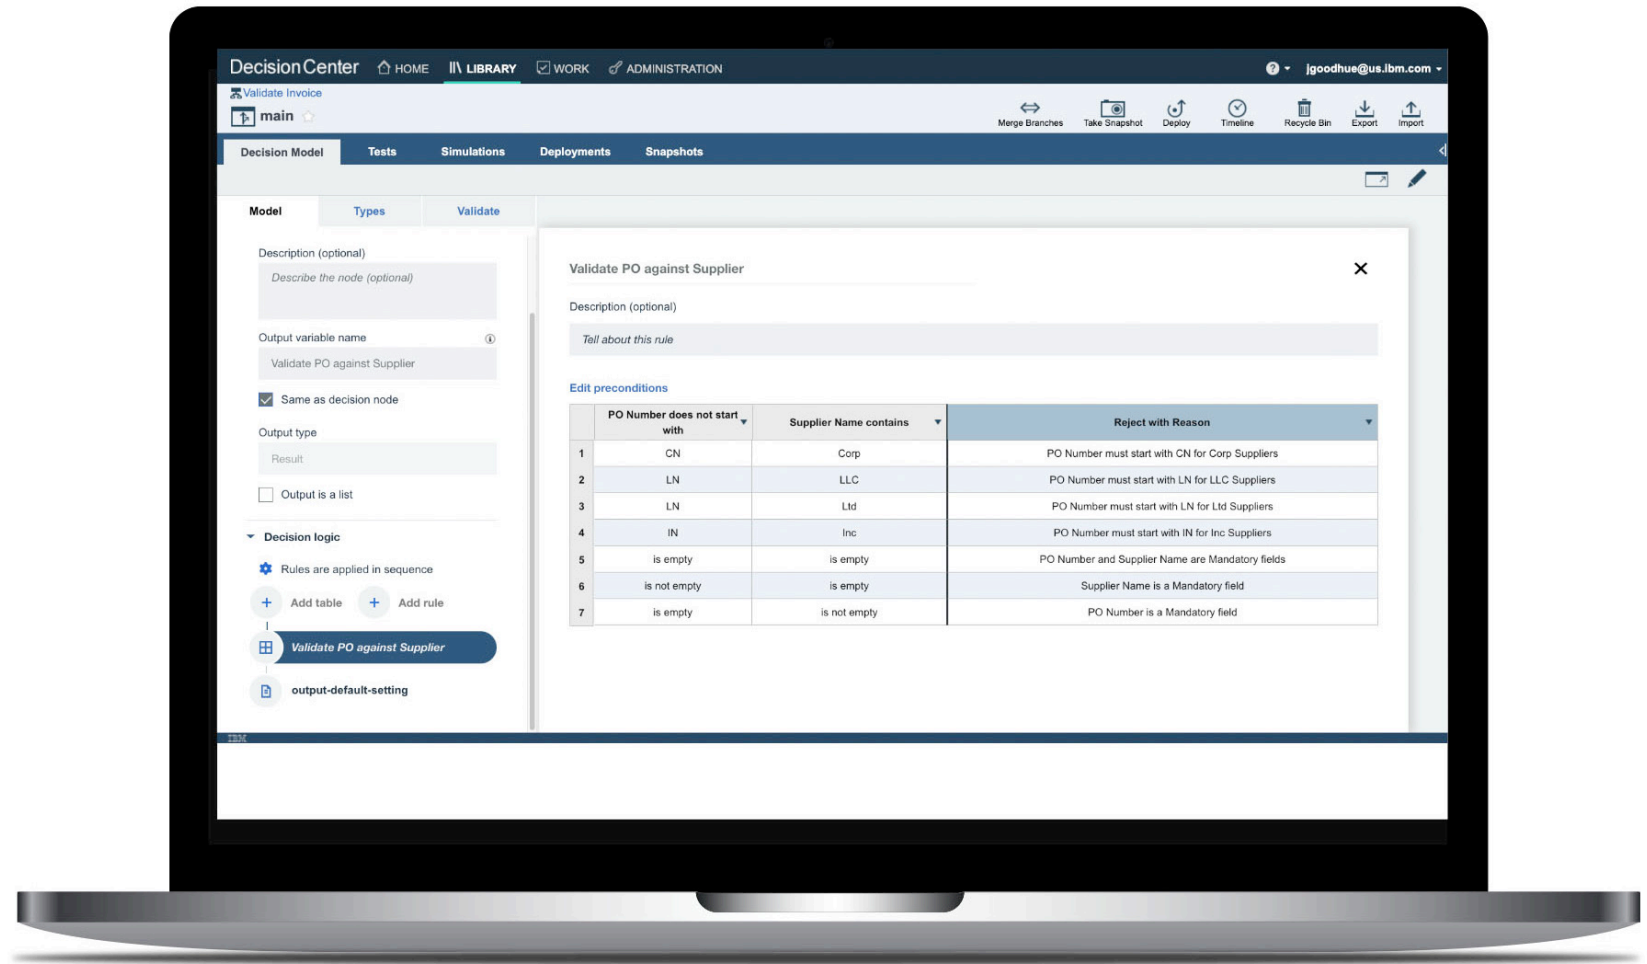 Decision Center HOME LIBRARY WORK ADMINISTRATION ? jgoodhue@us.ibm.com
Validate Invoice
main
Merge Branches Take Snapshot Deploy Timeline Recycle Bin Export Import
Decision Model Tests Simulations Deployments Snapshots
Model Types Validate
Description (optional)
Describe the node (optional)
Output variable name
Validate PO against Supplier
Same as decision node
Output type
Result
Output is a list
Decision logic
Rules are applied in sequence
+ Add table + Add rule
Validate PO against Supplier
output-default-setting
Validate PO against Supplier
Description (optional)
Tell about this rule
Edit preconditions
PO Number does not start with Supplier Name contains Reject with Reason
1 CN Corp PO Number must start with CN for Corp Suppliers
2 LN LLC PO Number must start with LN for LLC Suppliers
3 LN Ltd PO Number must start with LN for Ltd Suppliers
4 IN Inc PO Number must start with IN for Inc Suppliers
5 is empty is empty PO Number and Supplier Name are Mandatory fields
6 is not empty is empty Supplier Name is a Mandatory field
7 is empty is not empty PO Number is a Mandatory field
IBM